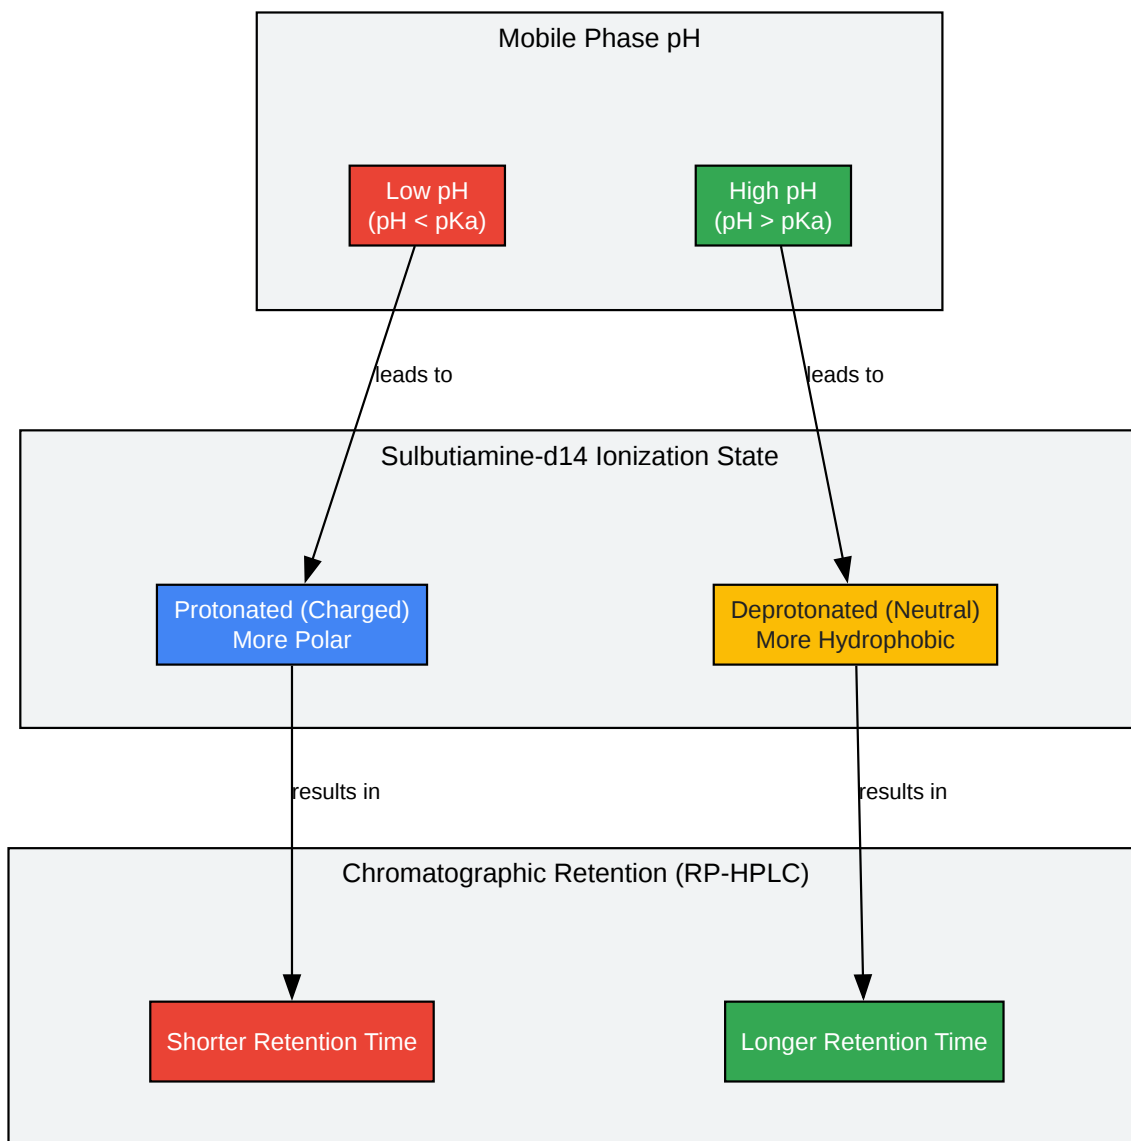 Mobile Phase pH
Low pH
(pH < pKa)
High pH
(pH > pKa)
leads to
leads to
Sulbutiamine-d14 Ionization State
Protonated (Charged)
More Polar
Deprotonated (Neutral)
More Hydrophobic
results in
results in
Chromatographic Retention (RP-HPLC)
Shorter Retention Time
Longer Retention Time